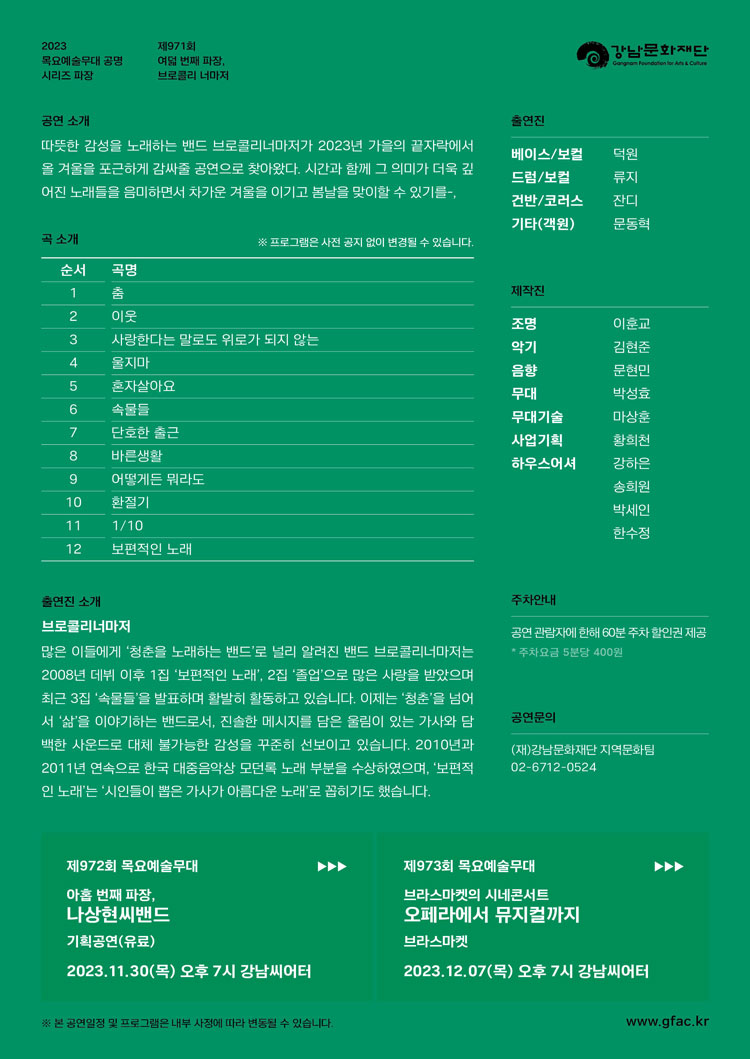 2023
목요예술무대 공명
시리즈 파장
제971회
여덟 번째 파장,
브로콜리 너마저
강남문화재단
Gangnam Foundation for Arts & Culture
공연 소개
따뜻한 감성을 노래하는 밴드 브로콜리너마저가 2023년 가을의 끝자락에서
올 겨울을 포근하게 감싸줄 공연으로 찾아왔다. 시간과 함께 그 의미가 더욱 깊
어진 노래들을 음미하면서 차가운 겨울을 이기고 봄날을 맞이할 수 있기를-,
곡 소개
※ 프로그램은 사전 공지 없이 변경될 수 있습니다.
순서 곡명
1 춤
2 이웃
3 사랑한다는 말로도 위로가 되지 않는
4 울지마
5 혼자살아요
6 속물들
7 단호한 출근
8 바른생활
9 어떻게든 뭐라도
10 환절기
11 1/10
12 보편적인 노래
출연진 소개
브로콜리너마저
많은 이들에게 ‘청춘을 노래하는 밴드’로 널리 알려진 밴드 브로콜리너마저는
2008년 데뷔 이후 1집 ‘보편적인 노래’, 2집 ‘졸업’으로 많은 사랑을 받았으며
최근 3집 ‘속물들’을 발표하며 활발히 활동하고 있습니다. 이제는 ‘청춘’을 넘어
서 ‘삶’을 이야기하는 밴드로서, 진솔한 메시지를 담은 울림이 있는 가사와 담
백한 사운드로 대체 불가능한 감성을 꾸준히 선보이고 있습니다. 2010년과
2011년 연속으로 한국 대중음악상 모던록 노래 부분을 수상하였으며, ‘보편적
인 노래’는 ‘시인들이 뽑은 가사가 아름다운 노래’로 꼽히기도 했습니다.
출연진
베이스/보컬 덕원
드럼/보컬 류지
건반/코러스 잔디
기타(객원) 문동혁
제작진
조명 이훈교
악기 김현준
음향 문현민
무대 박성효
무대기술 마상훈
사업기획 황희천
하우스어셔 강하은
송희원
박세인
한수정
주차안내
공연 관람자에 한해 60분 주차 할인권 제공
* 주차요금 5분당 400원
공연문의
(재)강남문화재단 지역문화팀
02-6712-0524
제972회 목요예술무대 ▶▶▶
아홉 번째 파장,
나상현씨밴드
기획공연(유료)
2023.11.30(목) 오후 7시 강남씨어터
제973회 목요예술무대 ▶▶▶
브라스마켓의 시네콘서트
오페라에서 뮤지컬까지
브라스마켓
2023.12.07(목) 오후 7시 강남씨어터
※ 본 공연일정 및 프로그램은 내부 사정에 따라 변동될 수 있습니다.
www.gfac.kr